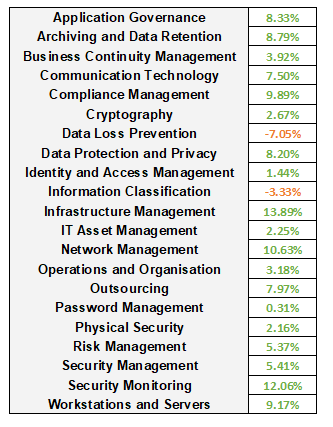 Application Governance 8.33%
Archiving and Data Retention 8.79%
Business Continuity Management 3.92%
Communication Technology 7.50%
Compliance Management 9.89%
Cryptography 2.67%
Data Loss Prevention -7.05%
Data Protection and Privacy 8.20%
Identity and Access Management 1.44%
Information Classification -3.33%
Infrastructure Management 13.89%
IT Asset Management 2.25%
Network Management 10.63%
Operations and Organisation 3.18%
Outsourcing 7.97%
Password Management 0.31%
Physical Security 2.16%
Risk Management 5.37%
Security Management 5.41%
Security Monitoring 12.06%
Workstations and Servers 9.17%